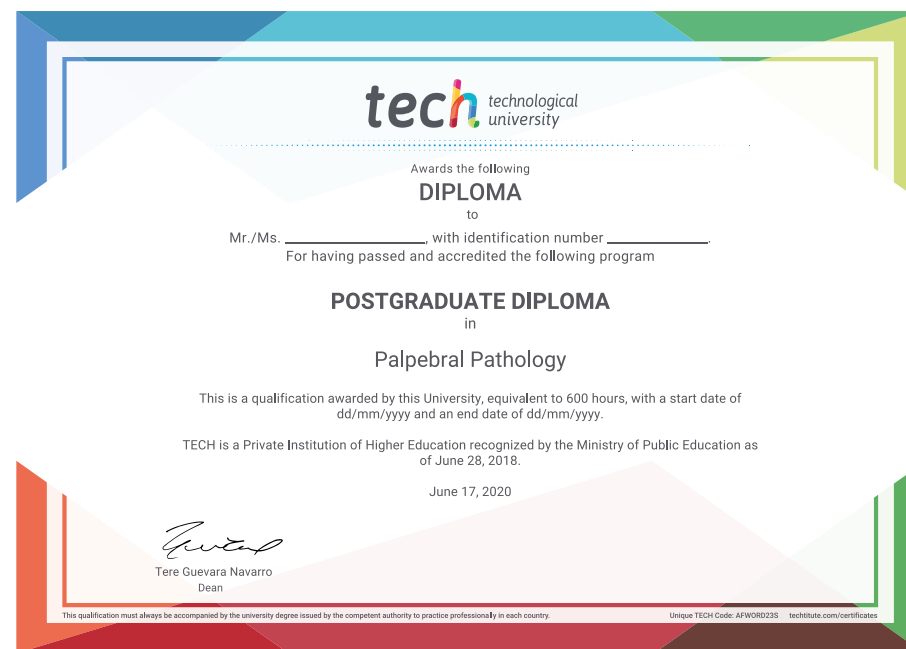 tech technological
university
Awards the following
DIPLOMA
to
Mr./Ms. ____________________, with identification number ______________.
For having passed and accredited the following program
POSTGRADUATE DIPLOMA
in
Palpebral Pathology
This is a qualification awarded by this University, equivalent to 600 hours, with a start date of
dd/mm/yyyy and an end date of dd/mm/yyyy.
TECH is a Private Institution of Higher Education recognized by the Ministry of Public Education as
of June 28, 2018.
June 17, 2020
Tere Guevara Navarro
Dean
This qualification must always be accompanied by the university degree issued by the competent authority to practice professionally in each country. Unique TECH Code: AFWORD23S techtitute.com/certificates